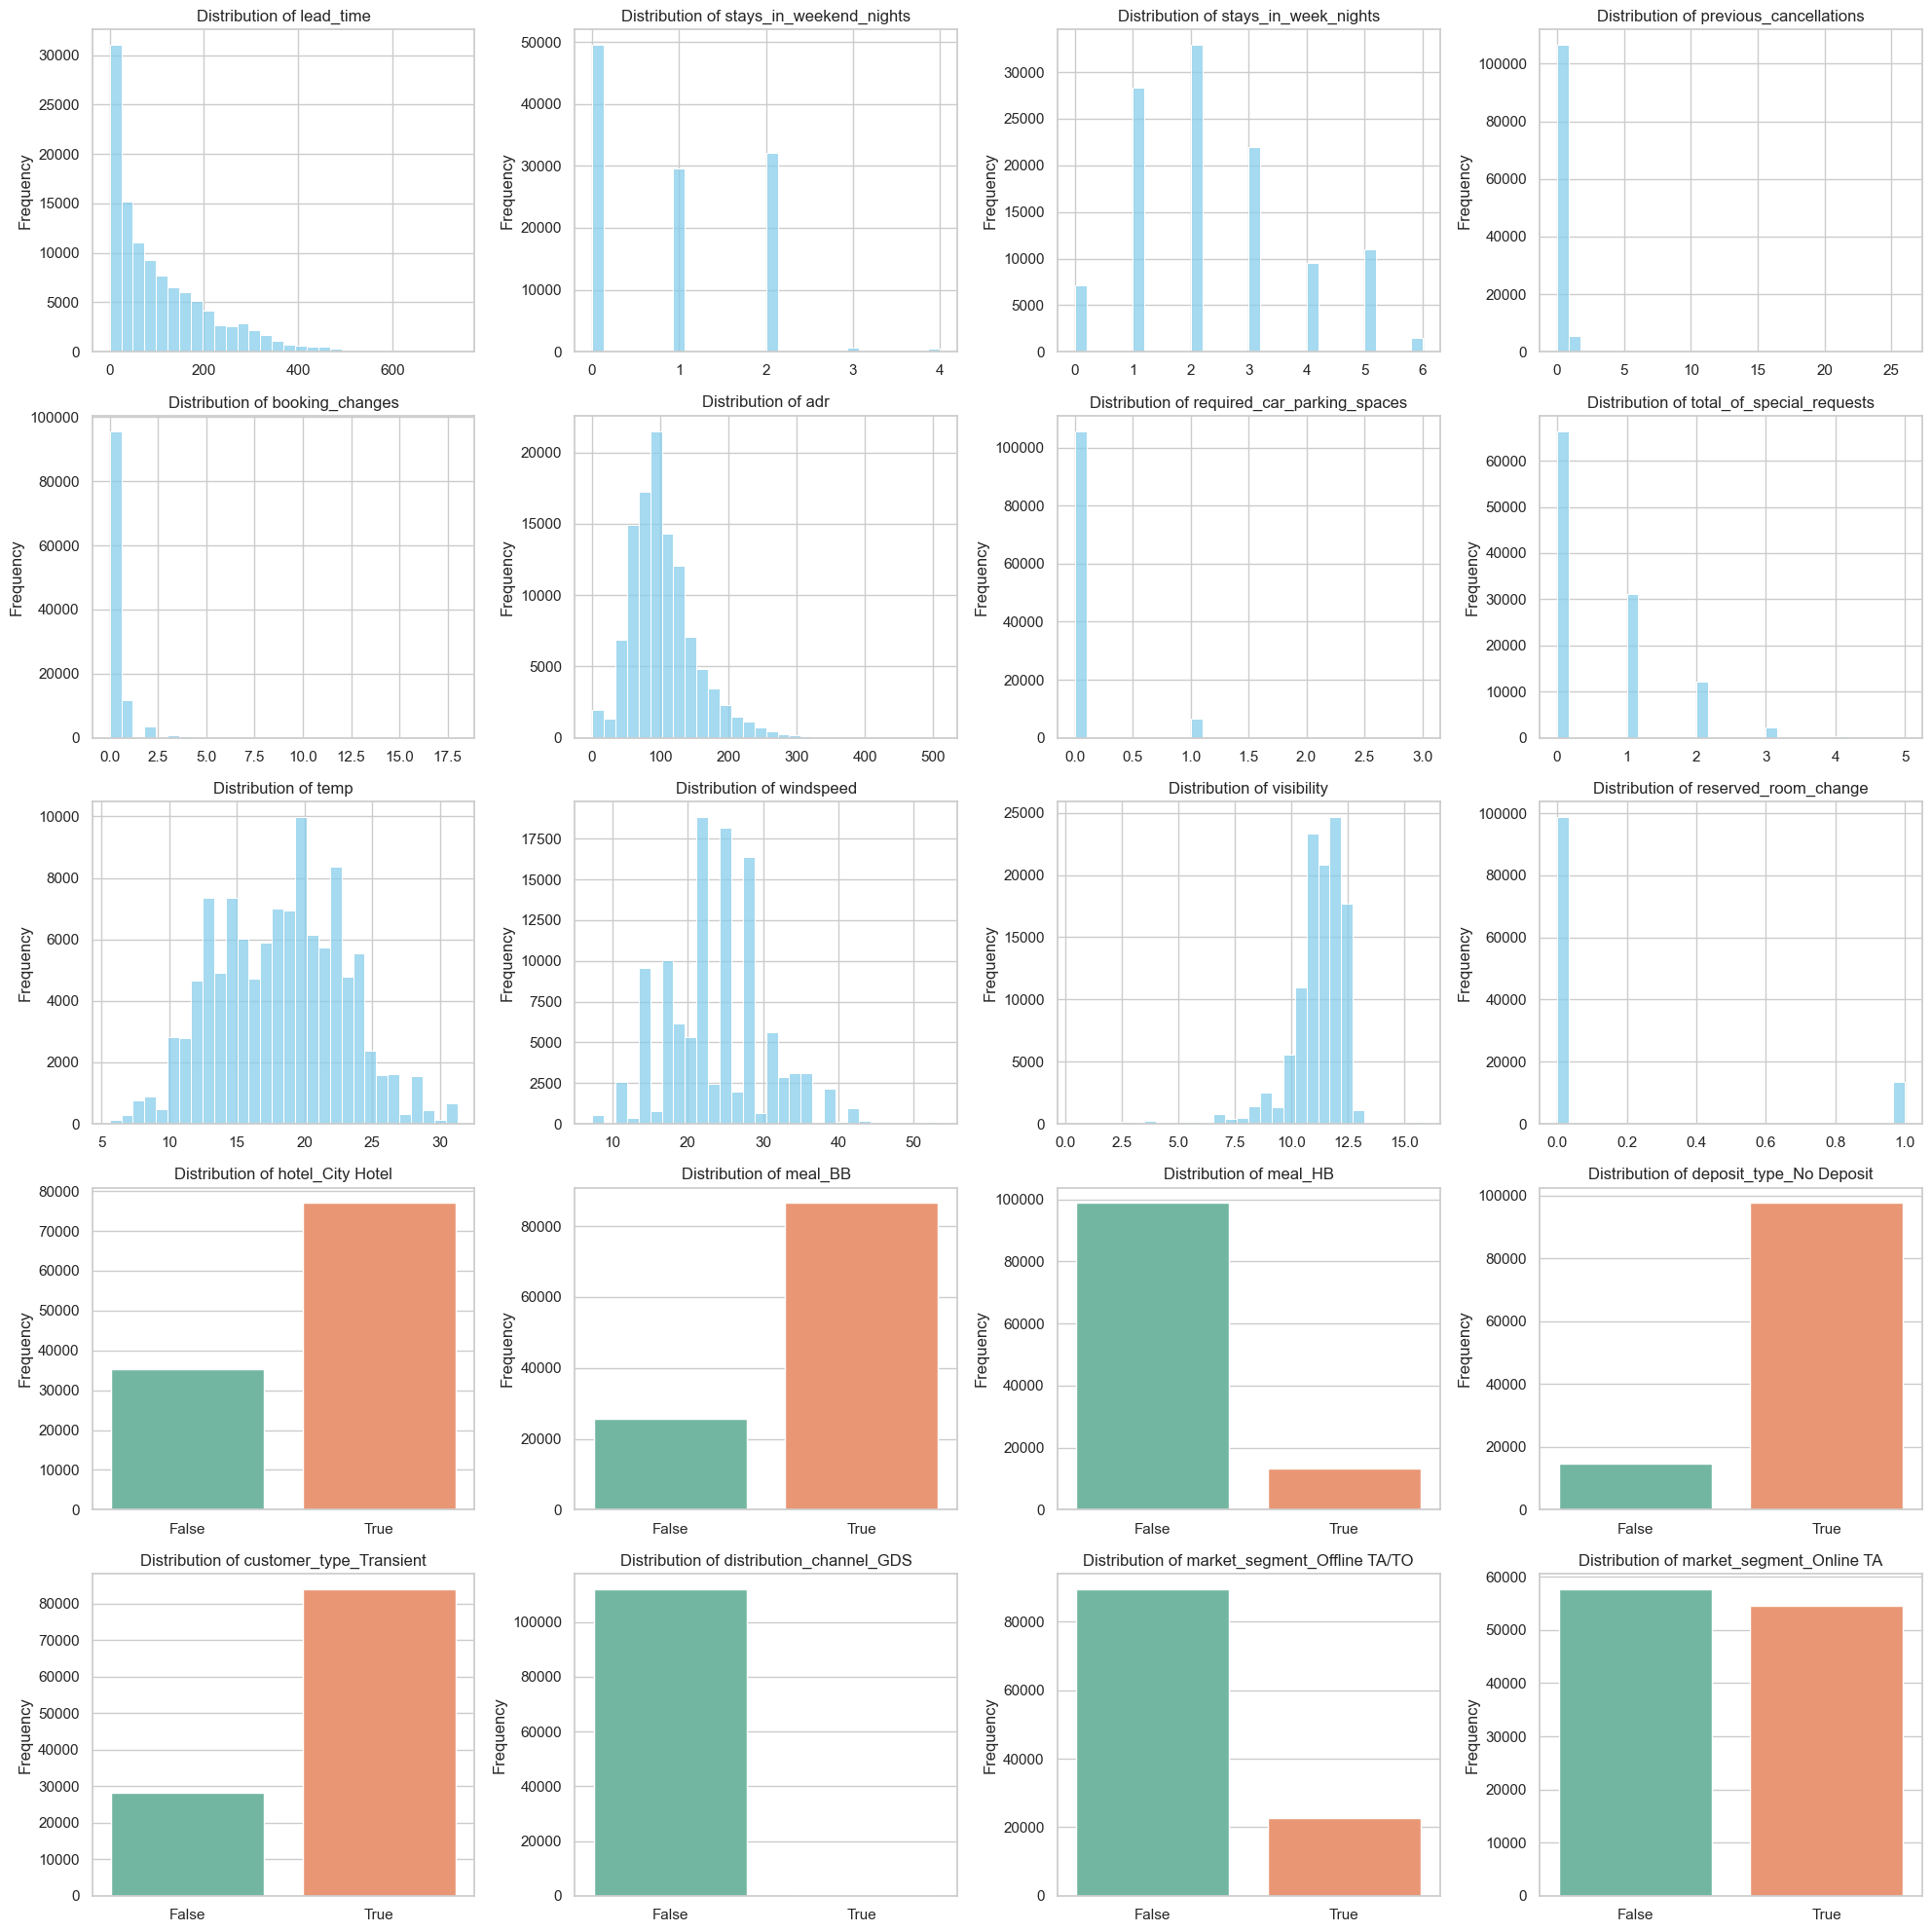 Distribution of lead_time
Frequency
30000
25000
20000
15000
10000
5000
0
0 200 400 600
Distribution of stays_in_weekend_nights
Frequency
50000
40000
30000
20000
10000
0
0 1 2 3 4
Distribution of stays_in_week_nights
Frequency
30000
25000
20000
15000
10000
5000
0
0 1 2 3 4 5 6
Distribution of previous_cancellations
Frequency
100000
80000
60000
40000
20000
0
0 5 10 15 20 25
Distribution of booking_changes
Frequency
100000
80000
60000
40000
20000
0
0.0 2.5 5.0 7.5 10.0 12.5 15.0 17.5
Distribution of adr
Frequency
20000
15000
10000
5000
0
0 100 200 300 400 500
Distribution of required_car_parking_spaces
Frequency
100000
80000
60000
40000
20000
0
0.0 0.5 1.0 1.5 2.0 2.5 3.0
Distribution of total_of_special_requests
Frequency
60000
50000
40000
30000
20000
10000
0
0 1 2 3 4 5
Distribution of temp
Frequency
10000
8000
6000
4000
2000
0
5 10 15 20 25 30
Distribution of windspeed
Frequency
17500
15000
12500
10000
7500
5000
2500
0
10 20 30 40 50
Distribution of visibility
Frequency
25000
20000
15000
10000
5000
0
0.0 2.5 5.0 7.5 10.0 12.5 15.0
Distribution of reserved_room_change
Frequency
100000
80000
60000
40000
20000
0
0.0 0.2 0.4 0.6 0.8 1.0
Distribution of hotel_City Hotel
Frequency
80000
70000
60000
50000
40000
30000
20000
10000
0
False True
Distribution of meal_BB
Frequency
80000
60000
40000
20000
0
False True
Distribution of meal_HB
Frequency
100000
80000
60000
40000
20000
0
False True
Distribution of deposit_type_No Deposit
Frequency
100000
80000
60000
40000
20000
0
False True
Distribution of customer_type_Transient
Frequency
80000
70000
60000
50000
40000
30000
20000
10000
0
False True
Distribution of distribution_channel_GDS
Frequency
100000
80000
60000
40000
20000
0
False True
Distribution of market_segment_Offline TA/TO
Frequency
80000
60000
40000
20000
0
False True
Distribution of market_segment_Online TA
Frequency
60000
50000
40000
30000
20000
10000
0
False True